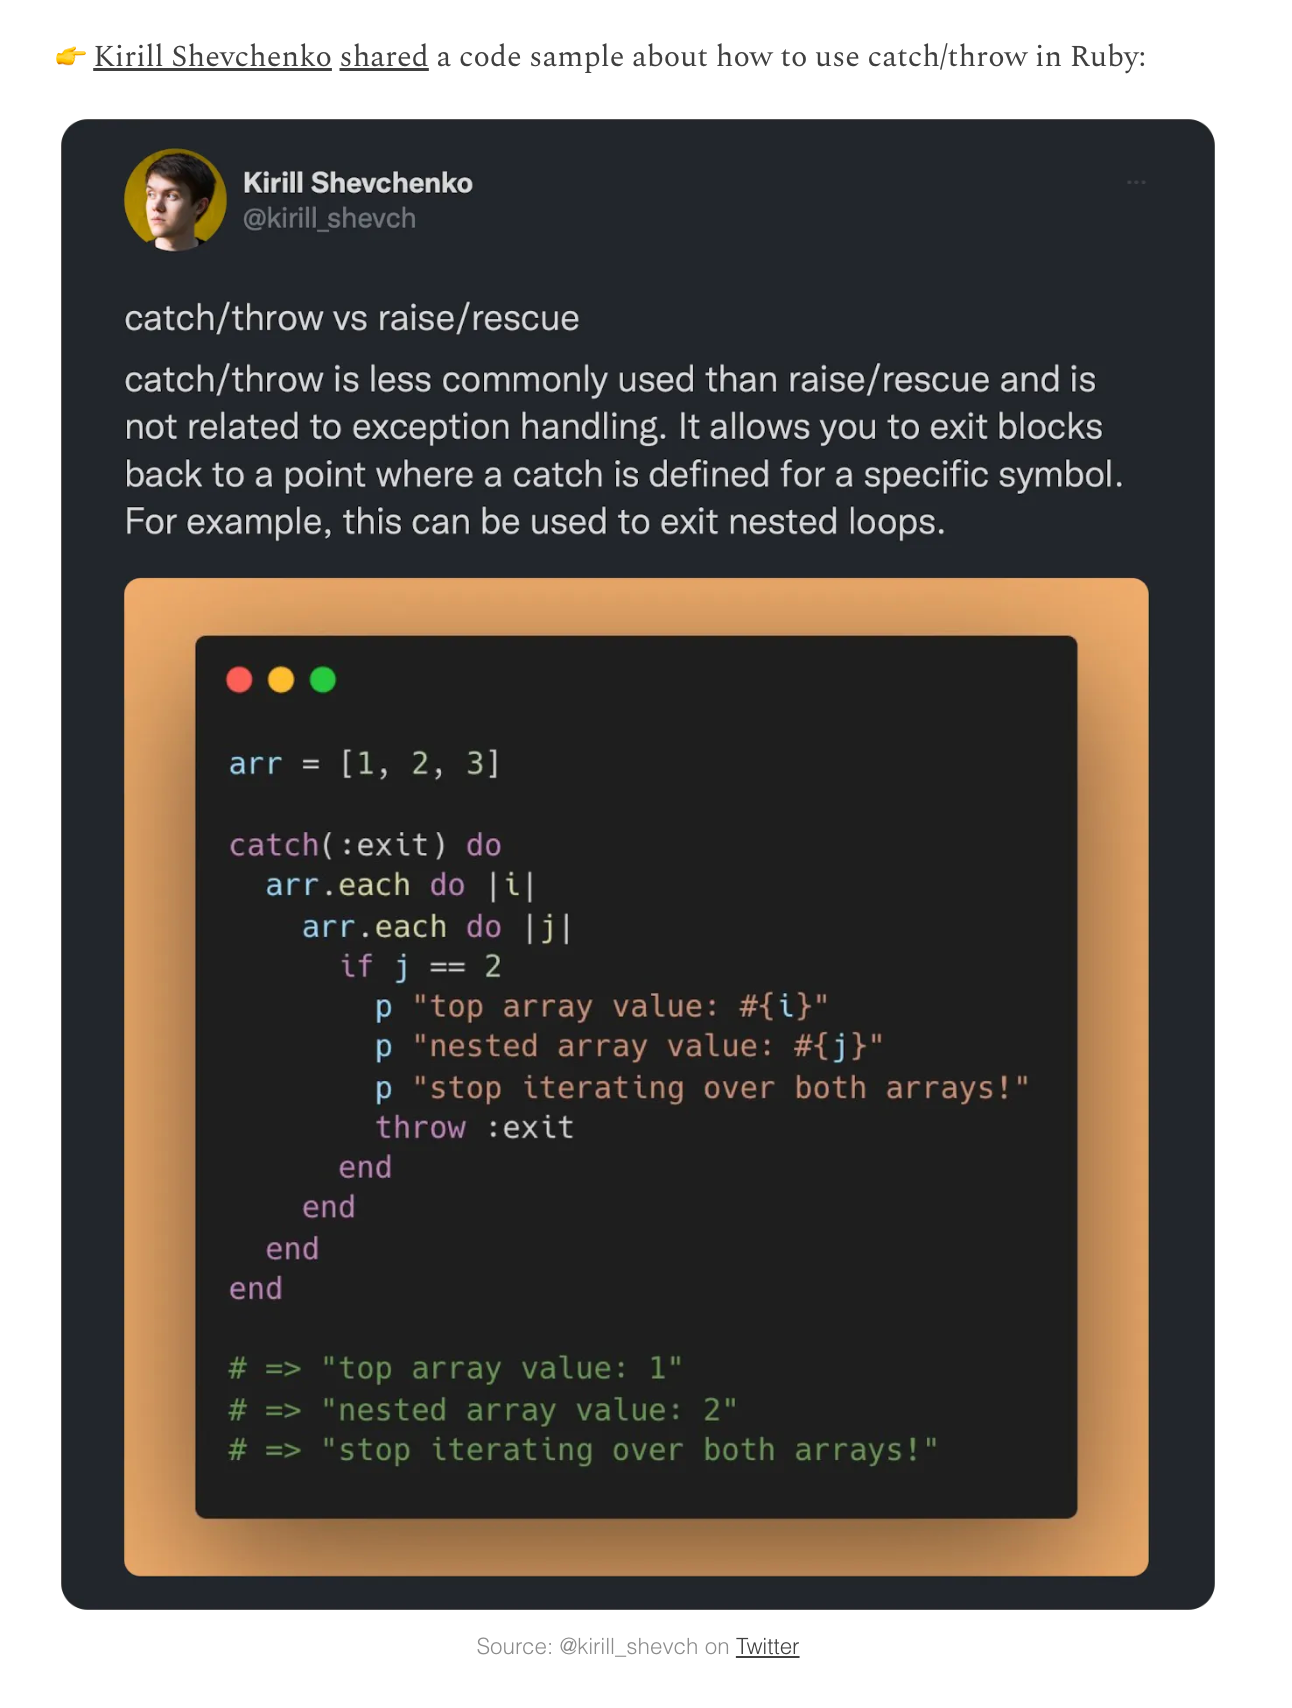 👉 Kirill Shevchenko shared a code sample about how to use catch/throw in Ruby:
Kirill Shevchenko
@kirill_shevch
...
catch/throw vs raise/rescue
catch/throw is less commonly used than raise/rescue and is
not related to exception handling. It allows you to exit blocks
back to a point where a catch is defined for a specific symbol.
For example, this can be used to exit nested loops.
arr = [1, 2, 3]
catch(:exit) do
  arr.each do |i|
    arr.each do |j|
      if j == 2
        p "top array value: #{i}"
        p "nested array value: #{j}"
        p "stop iterating over both arrays!"
        throw :exit
      end
    end
  end
end
# => "top array value: 1"
# => "nested array value: 2"
# => "stop iterating over both arrays!"
Source: @kirill_shevch on Twitter